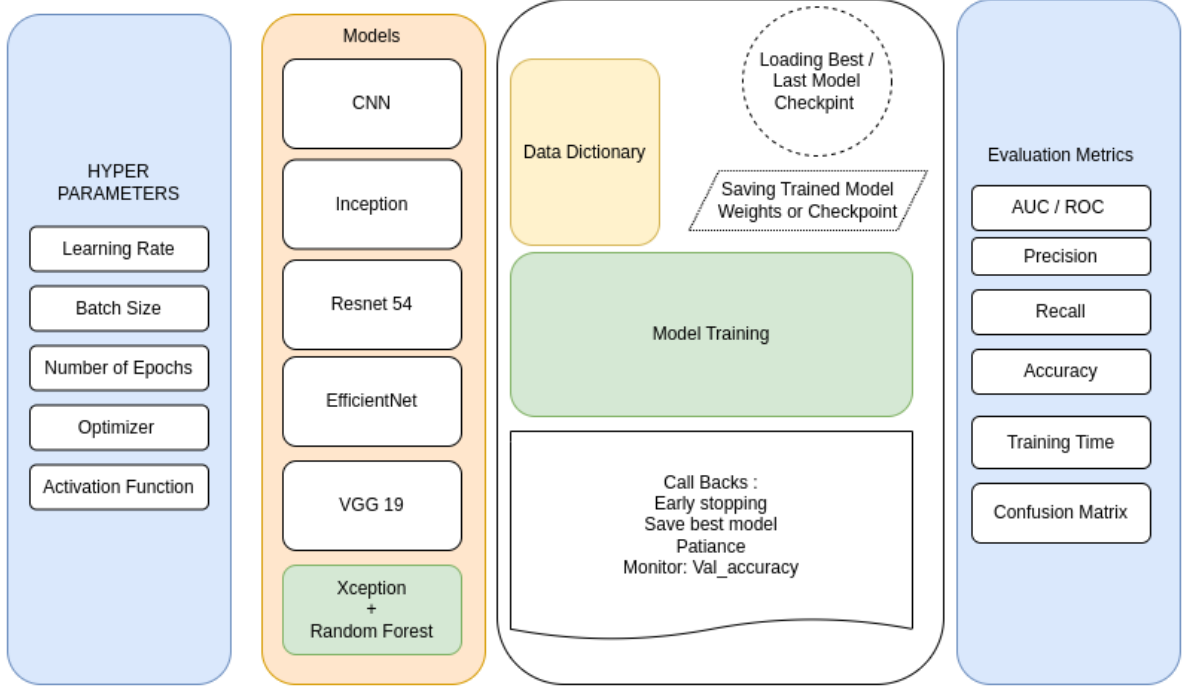 HYPER
PARAMETERS
Learning Rate
Batch Size
Number of Epochs
Optimizer
Activation Function
Models
CNN
Inception
Resnet 54
EfficientNet
VGG 19
Xception
+
Random Forest
Data Dictionary
Loading Best /
Last Model
Checkpint
Saving Trained Model
Weights or Checkpoint
Model Training
Call Backs :
Early stopping
Save best model
Patiance
Monitor: Val_accuracy
Evaluation Metrics
AUC / ROC
Precision
Recall
Accuracy
Training Time
Confusion Matrix